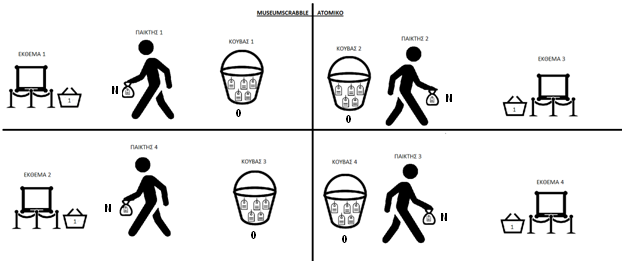 MUSEUMSCRABBLE ΑΤΟΜΙΚΟ
ΕΚΘΕΜΑ 1
ΠΑΙΚΤΗΣ 1
ΚΟΥΒΑΣ 1
1
N
0
ΚΟΥΒΑΣ 2
ΠΑΙΚΤΗΣ 2
ΕΚΘΕΜΑ 3
0
N
1
ΕΚΘΕΜΑ 2
ΠΑΙΚΤΗΣ 4
ΚΟΥΒΑΣ 3
1
N
0
ΚΟΥΒΑΣ 4
ΠΑΙΚΤΗΣ 3
ΕΚΘΕΜΑ 4
0
N
1